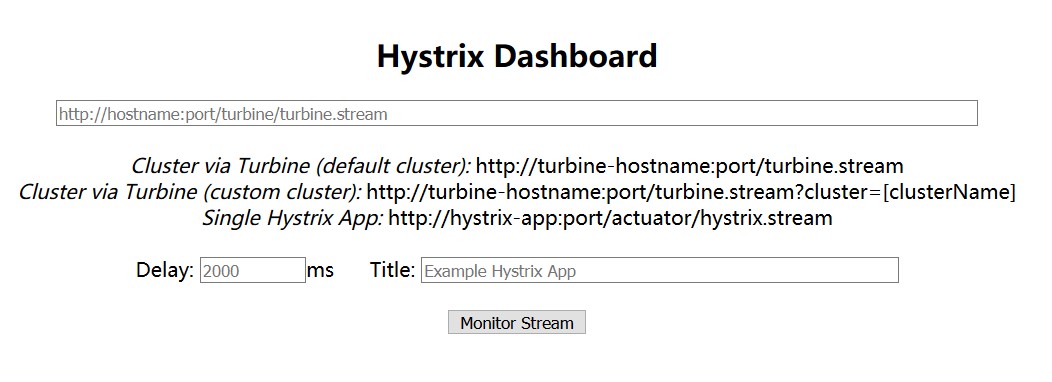 Hystrix Dashboard
http://hostname:port/turbine/turbine.stream
Cluster via Turbine (default cluster): http://turbine-hostname:port/turbine.stream
Cluster via Turbine (custom cluster): http://turbine-hostname:port/turbine.stream?cluster=[clusterName]
Single Hystrix App: http://hystrix-app:port/actuator/hystrix.stream
Delay: 2000 ms Title: Example Hystrix App
Monitor Stream